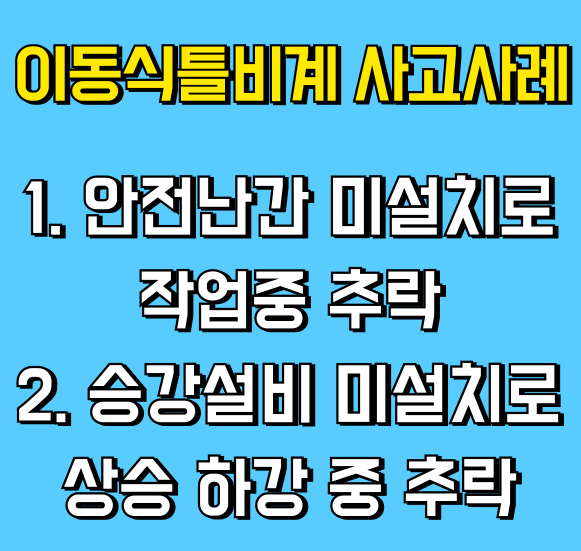 이동식틀비계 사고사례
1. 안전난간 미설치로
작업중 추락
2. 승강설비 미설치로
상승 하강 중 추락